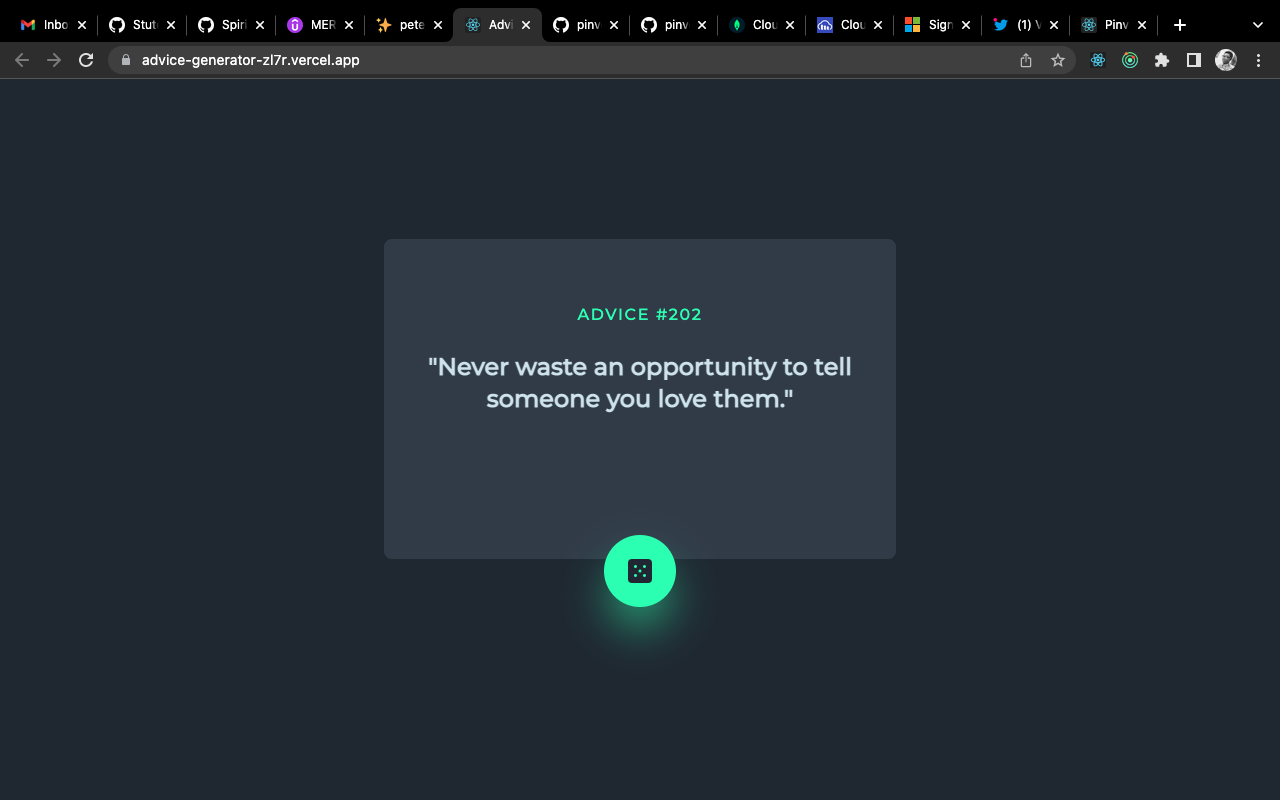 Inbo
Stut
Spiri
MER
pete
Advi
pinv
pinv
Clou
Clou
Sign
(1) V
Pinv
advice-generator-zl7r.vercel.app
ADVICE #202
"Never waste an opportunity to tell
someone you love them."